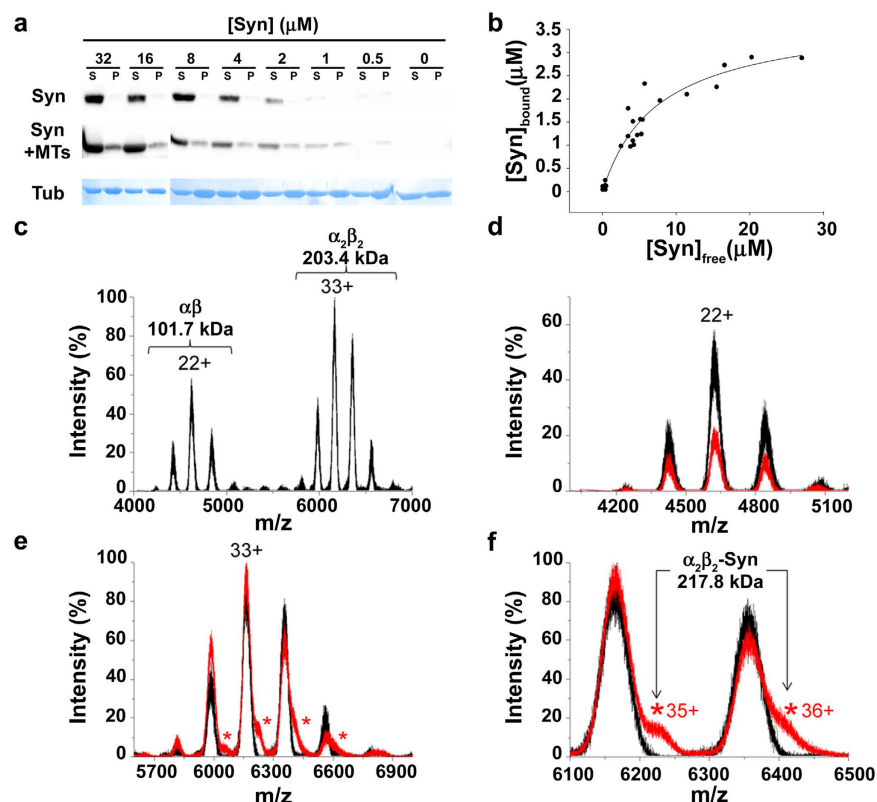 a
[Syn] (μM)
32 16 8 4 2 1 0.5 0
S P S P S P S P S P S P S P S P
Syn
Syn
+MTs
Tub
b
[Syn]bound(μM)
3.5
3
2.5
2
1.5
1
0.5
0
0 10 20 30
[Syn]free(μM)
c
α2β2
203.4 kDa
33+
αβ
101.7 kDa
22+
Intensity (%)
100
80
60
40
20
0
4000 5000 6000 7000
m/z
d
22+
Intensity (%)
60
40
20
0
4200 4500 4800 5100
m/z
e
33+
Intensity (%)
100
80
60
40
20
0
* * * *
5700 6000 6300 6600 6900
m/z
f
α2β2-Syn
217.8 kDa
Intensity (%)
100
80
60
40
20
0
*35+ *36+
6100 6200 6300 6400 6500
m/z